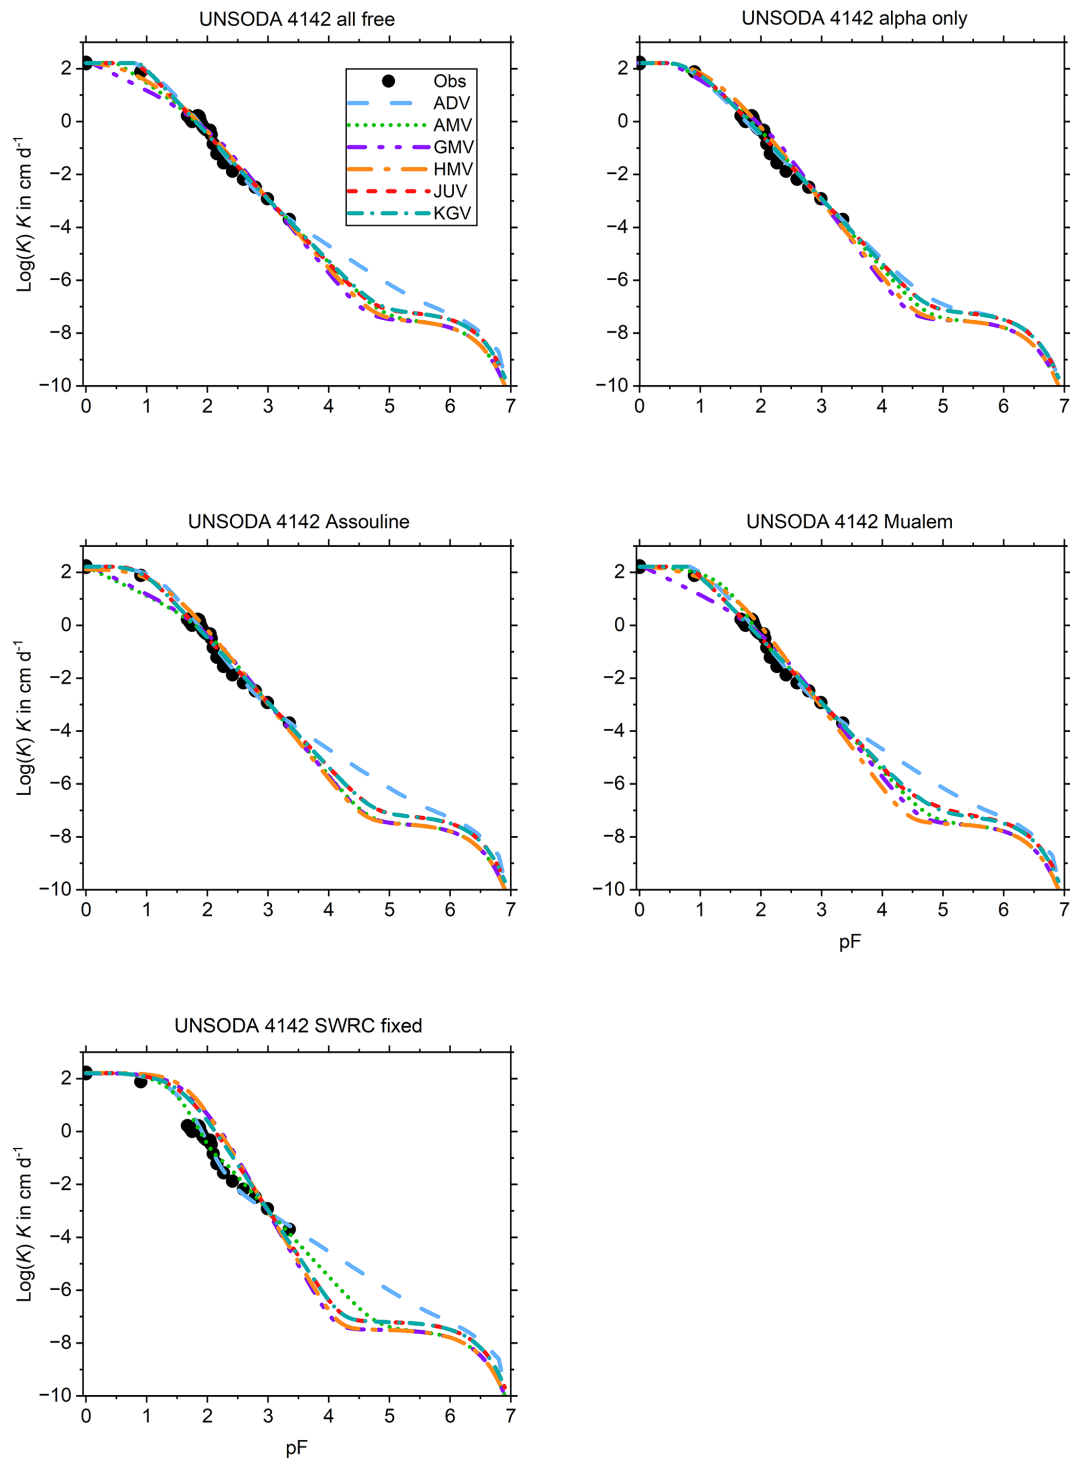 UNSODA 4142 all free
2
0
−2
−4
−6
−8
−10
0 1 2 3 4 5 6 7
Log(K) K in cm d-1
Obs
ADV
AMV
GMV
HMV
JUV
KGV
UNSODA 4142 alpha only
2
0
−2
−4
−6
−8
−10
0 1 2 3 4 5 6 7
UNSODA 4142 Assouline
2
0
−2
−4
−6
−8
−10
0 1 2 3 4 5 6 7
Log(K) K in cm d-1
UNSODA 4142 Mualem
2
0
−2
−4
−6
−8
−10
0 1 2 3 4 5 6 7
pF
UNSODA 4142 SWRC fixed
2
0
−2
−4
−6
−8
−10
0 1 2 3 4 5 6 7
Log(K) K in cm d-1
pF